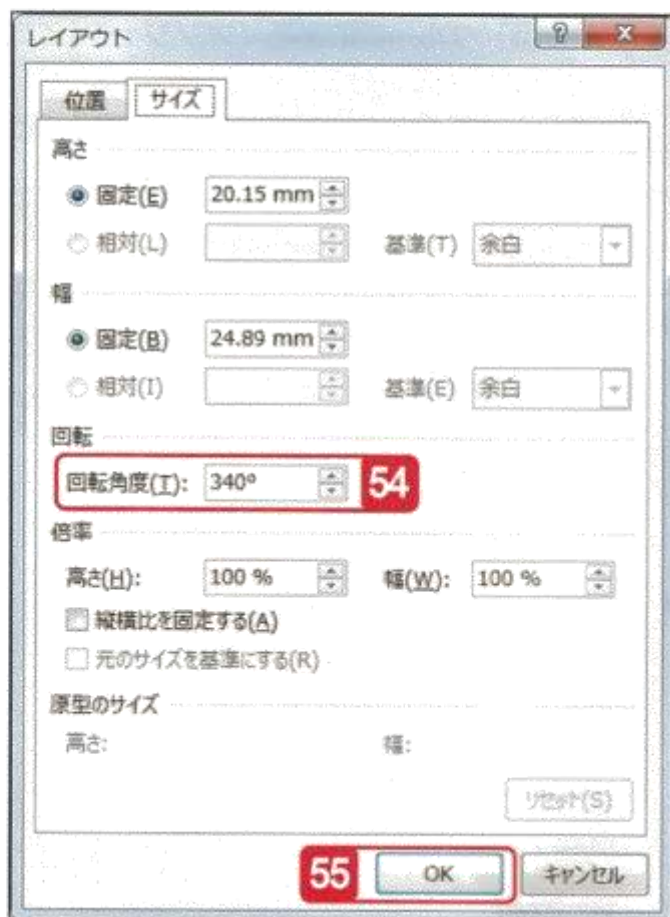 レイアウト
位置 サイズ
高さ
固定(E) 20.15 mm
相対(L) 基準(T) 余白
幅
固定(B) 24.89 mm
相対(I) 基準(E) 余白
回転
回転角度(T): 340° 54
倍率
高さ(H): 100 % 幅(W): 100 %
縦横比を固定する(A)
元のサイズを基準にする(R)
原型のサイズ
高さ: 幅:
リセット(S)
55 OK キャンセル